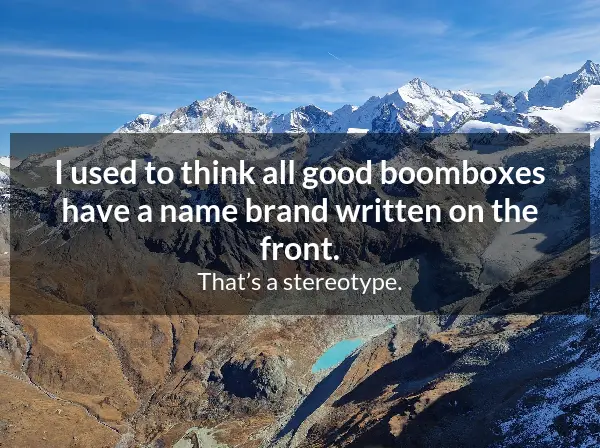 I used to think all good boomboxes
have a name brand written on the
front.
That’s a stereotype.